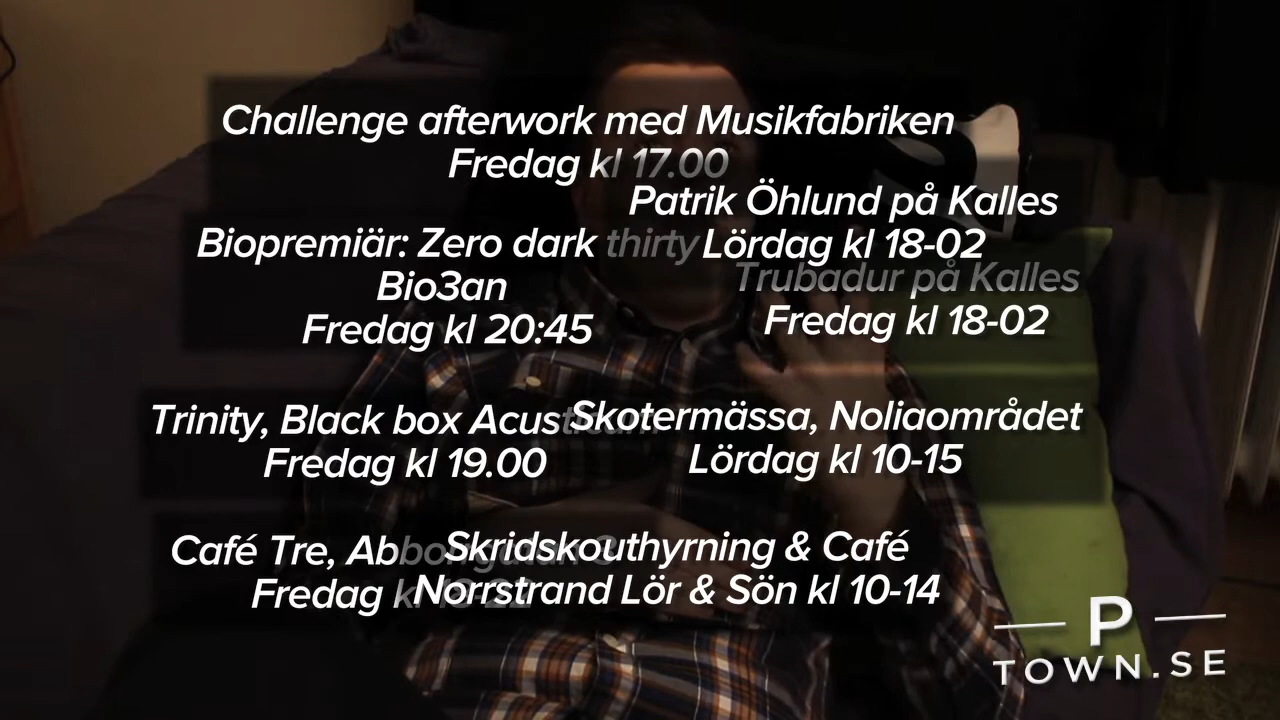 Challenge afterwork med Musikfabriken
Fredag kl 17.00
Patrik Öhlund på Kalles
Lördag kl 18-02
Biopremiär: Zero dark thirty
Bio3an
Fredag kl 20:45
Trubadur på Kalles
Fredag kl 18-02
Trinity, Black box Acus
Fredag kl 19.00
Skotermässa, Noliaområdet
Lördag kl 10-15
Café Tre,
Fredag kl
Skridskouthyrning & Café
Norrstrand Lör & Sön kl 10-14
P
TOWN.SE